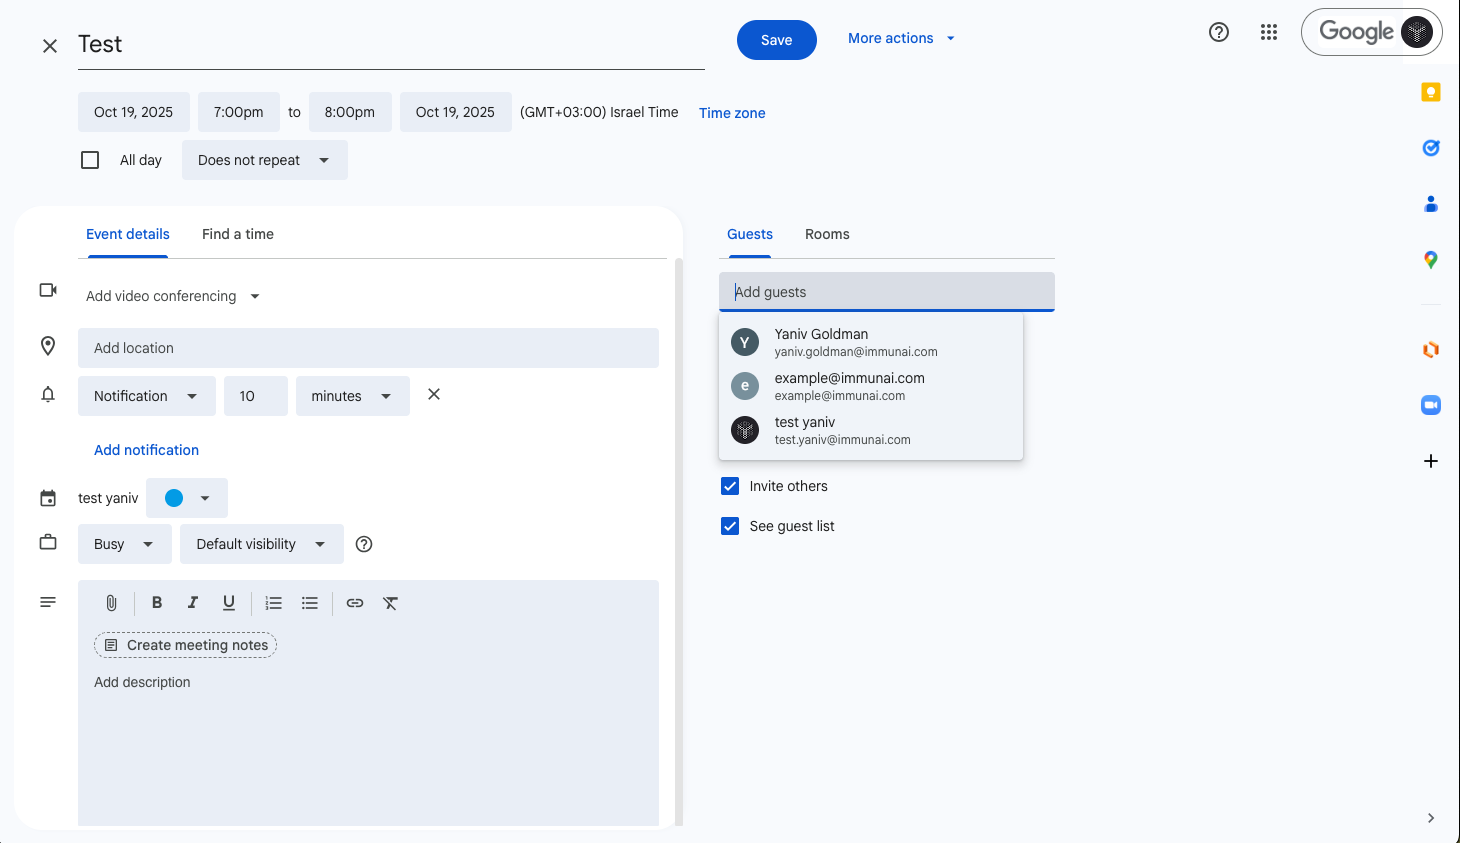 Test
Save
More actions
Google
Oct 19, 2025 7:00pm to 8:00pm Oct 19, 2025 (GMT+03:00) Israel Time Time zone
All day Does not repeat
Event details Find a time
Add video conferencing
Add location
Notification 10 minutes
Add notification
test yaniv
Busy Default visibility
B I U
Create meeting notes
Add description
Guests Rooms
Add guests
Y
Yaniv Goldman
yaniv.goldman@immunai.com
e
example@immunai.com
example@immunai.com
test yaniv
test.yaniv@immunai.com
Invite others
See guest list